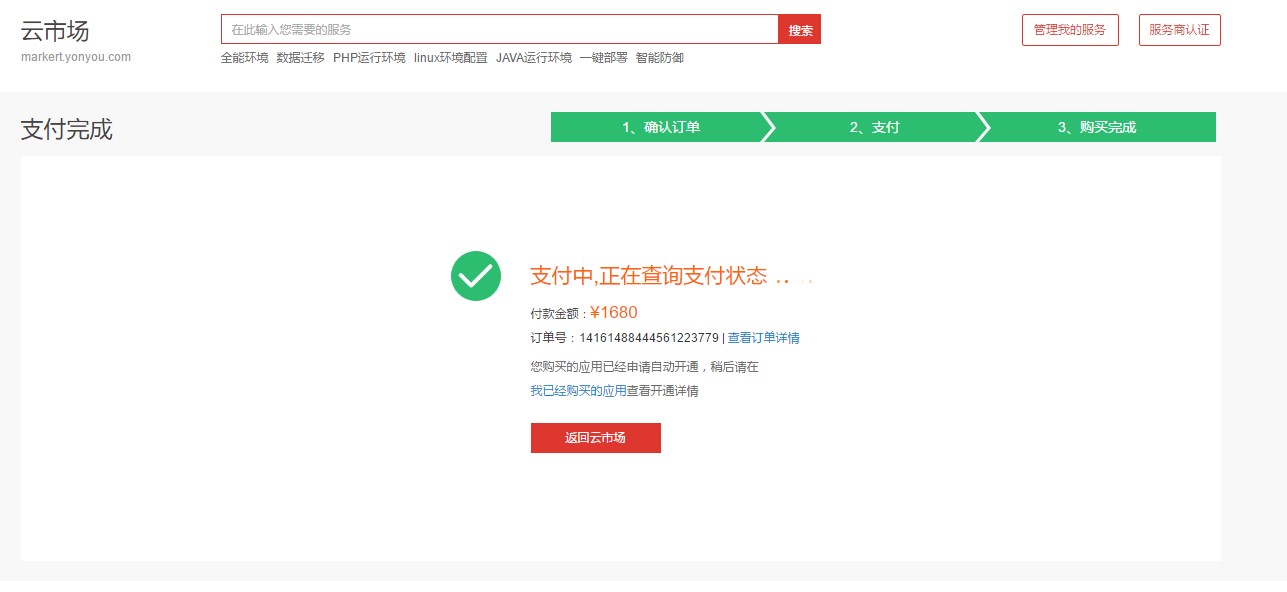 云市场
markert.yonyou.com
在此输入您需要的服务
搜索
全能环境 数据迁移 PHP运行环境 linux环境配置 JAVA运行环境 一键部署 智能防御
管理我的服务
服务商认证
支付完成
1、确认订单
2、支付
3、购买完成
支付中,正在查询支付状态 .. ..
付款金额：¥1680
订单号：14161488444561223779 | 查看订单详情
您购买的应用已经申请自动开通，稍后请在
我已经购买的应用查看开通详情
返回云市场